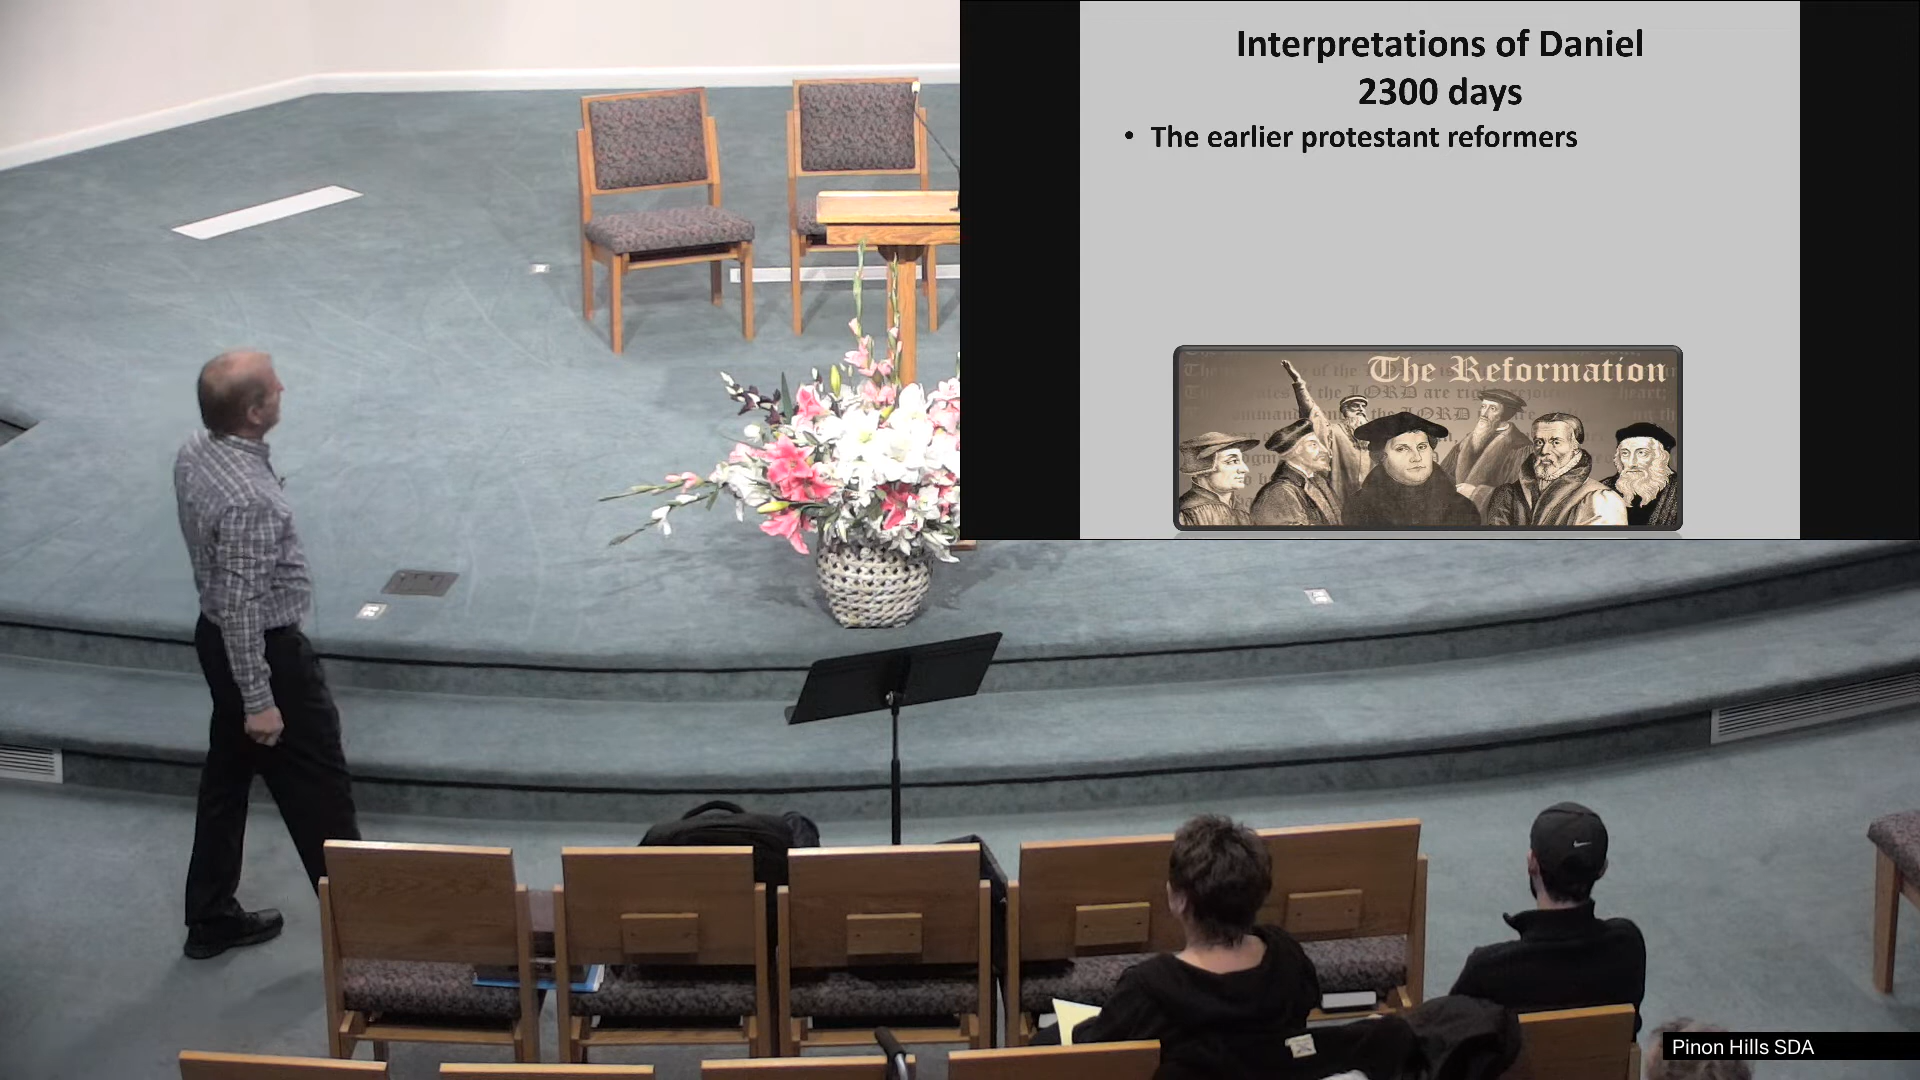 Interpretations of Daniel
2300 days
• The earlier protestant reformers
The Reformation
Pinon Hills SDA